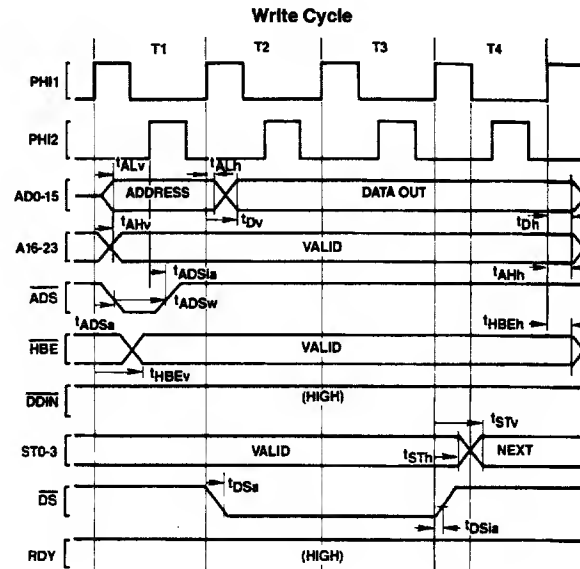 Write Cycle
T1 T2 T3 T4
PHI1
PHI2
tALv tALh
AD0-15 ADDRESS DATA OUT
tDv tDh
tAHv
A16-23 VALID
tADSia tAHh
ADS
tADSw
tADSa tHBEh
HBE VALID
tHBEv
DDIN (HIGH)
tSTv
ST0-3 VALID NEXT
tSTh
tDSa
DS
tDSia
RDY (HIGH)